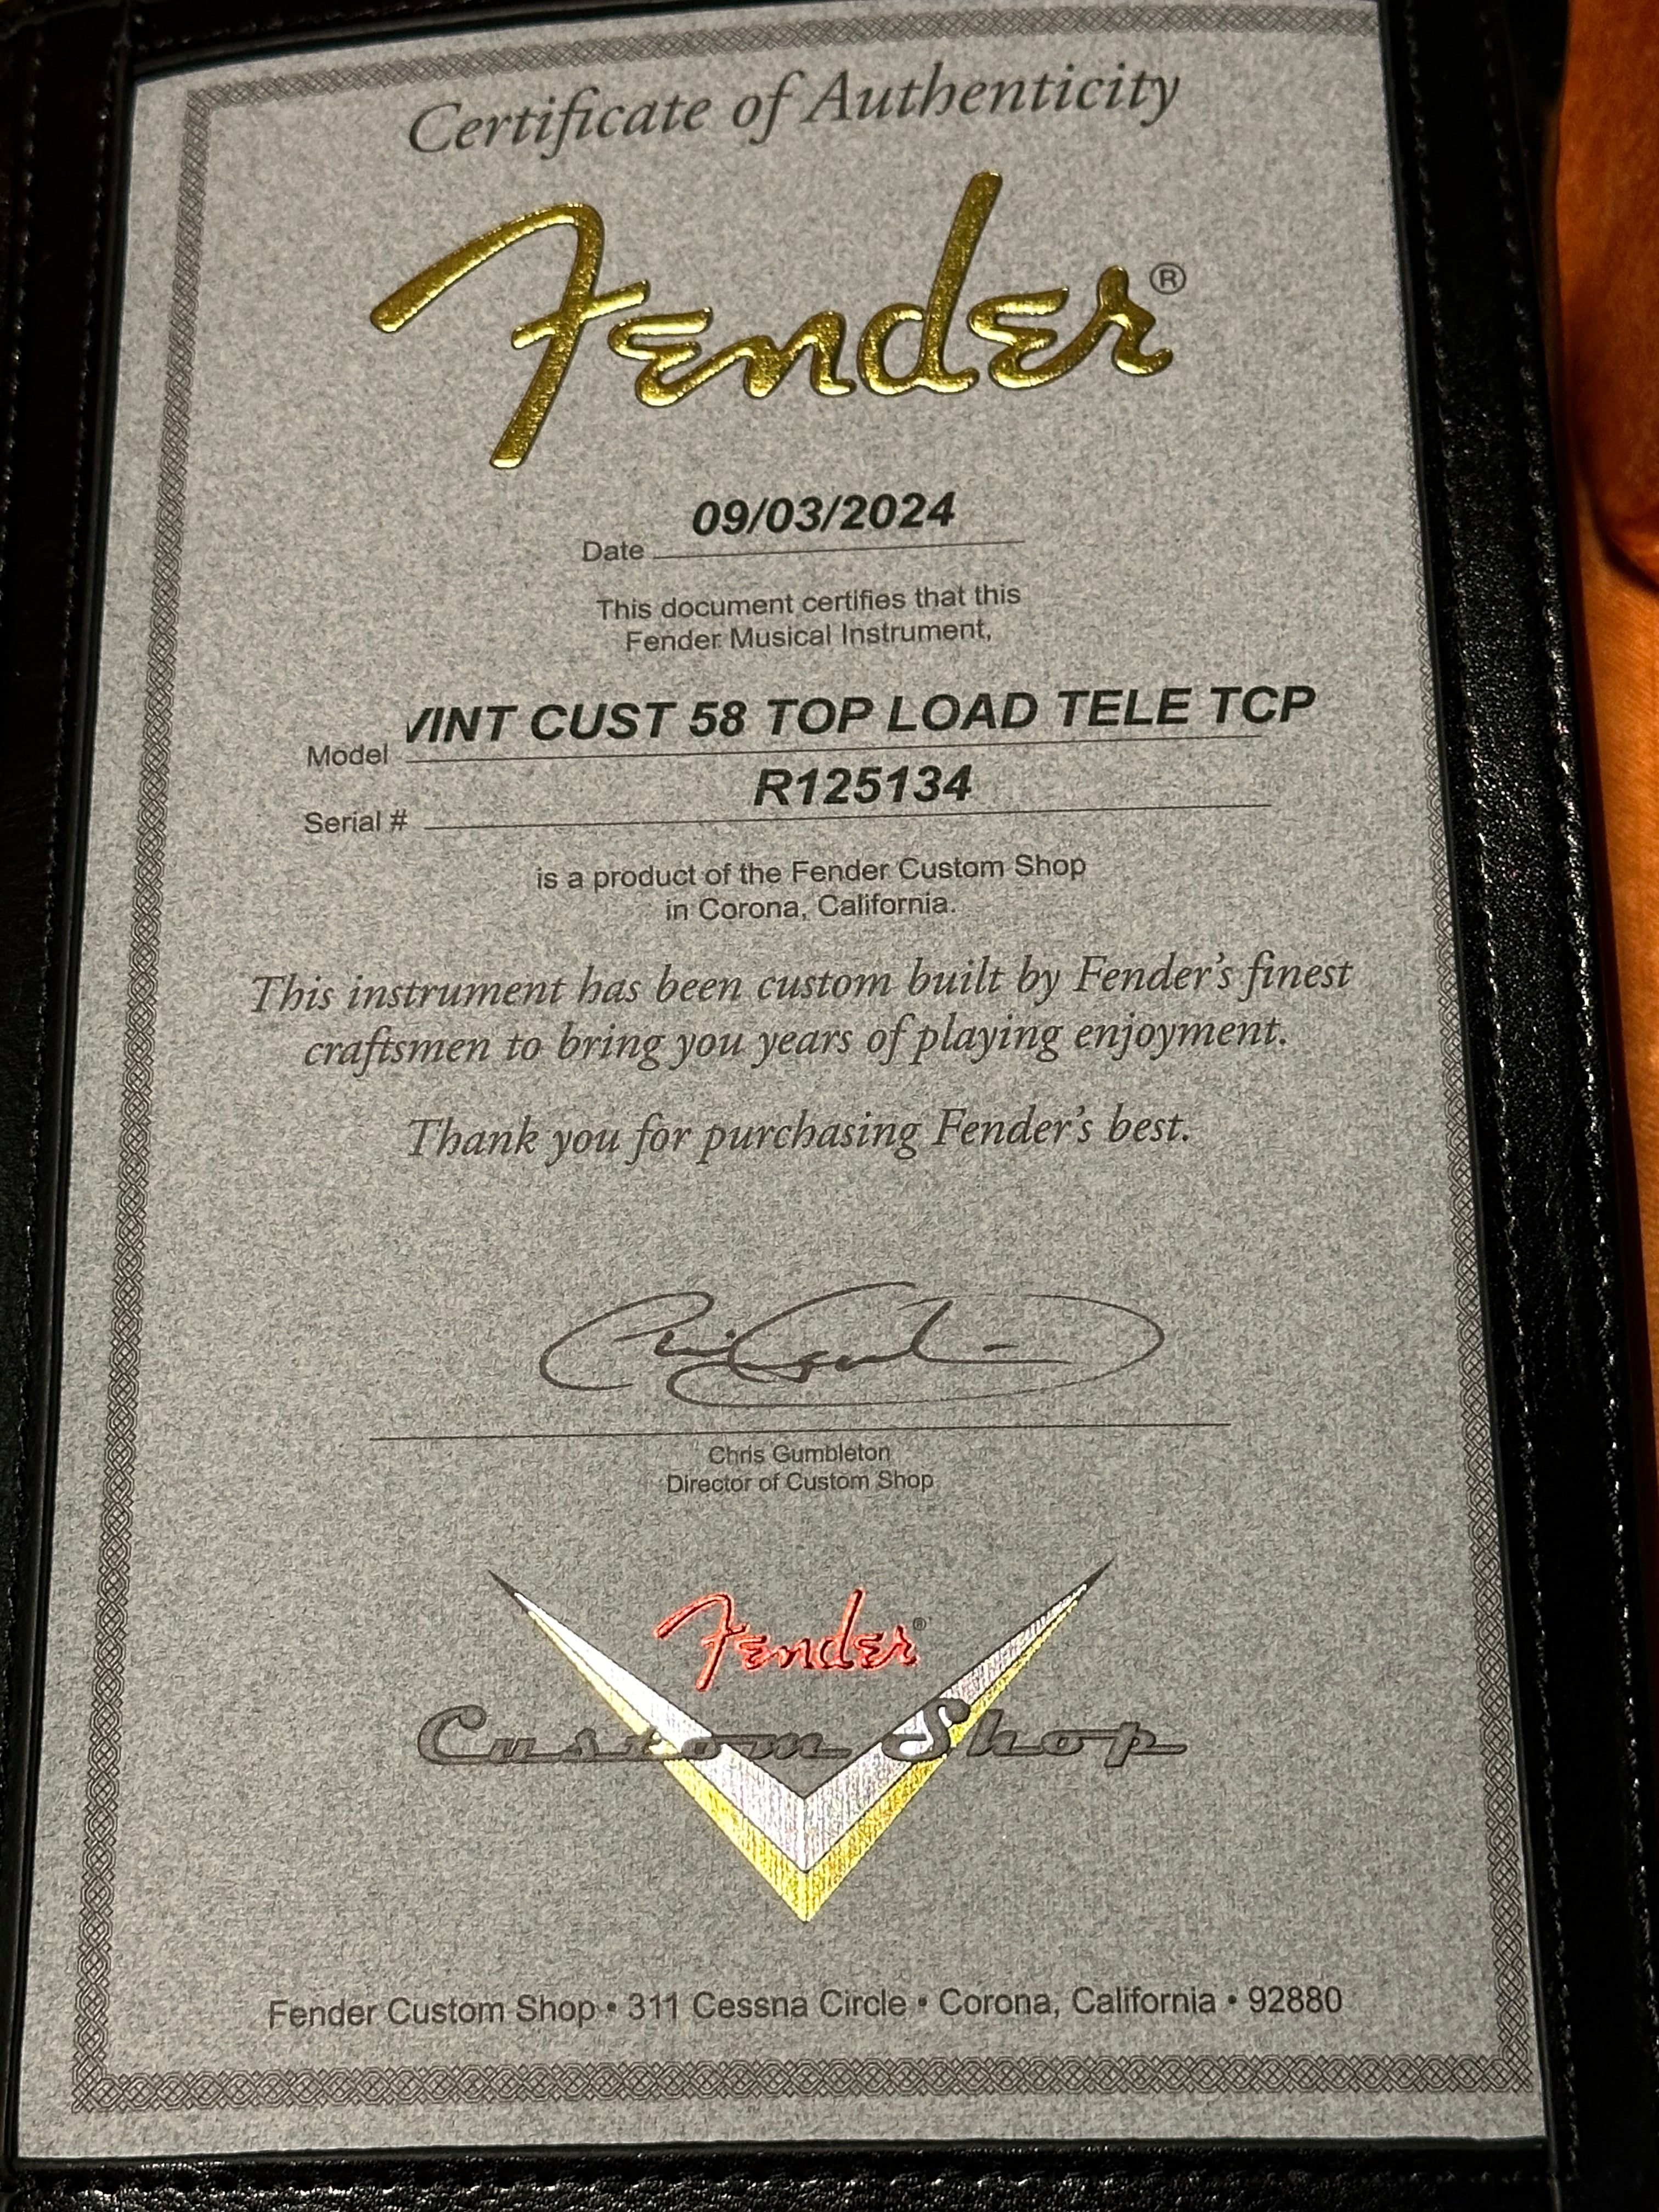 Certificate of Authenticity
Fender®
Date 09/03/2024
This document certifies that this
Fender Musical Instrument,
Model VINT CUST 58 TOP LOAD TELE TCP
Serial # R125134
is a product of the Fender Custom Shop
in Corona, California.
This instrument has been custom built by Fender's finest
craftsmen to bring you years of playing enjoyment.
Thank you for purchasing Fender's best.
Chris Gumbleton
Director of Custom Shop
Fender®
Custom Shop
Fender Custom Shop • 311 Cessna Circle • Corona, California • 92880